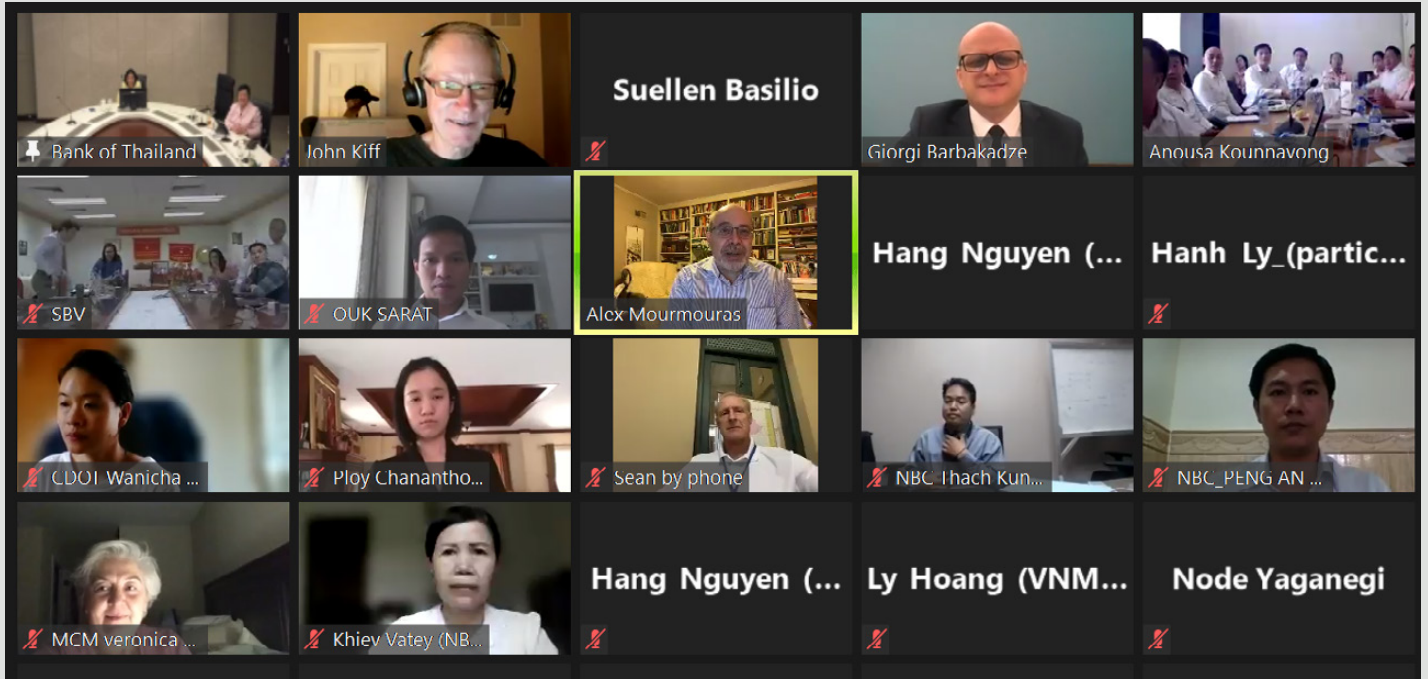 Bank of Thailand
John Kiff
Suellen Basilio
Giorgi Barbakadze
Anousa Kounnavong
SBV
OUK SARAT
Alex Mourmouras
Hang Nguyen (...
Hanh Ly_(partic...
CDOT Wanicha ...
Ploy Chanantho...
Sean by phone
NBC Thach Kun...
NBC_PENG AN ...
MCM veronica ...
Khiev Vatey (NB...
Hang Nguyen (...
Ly Hoang (VNM...
Node Yaganegi